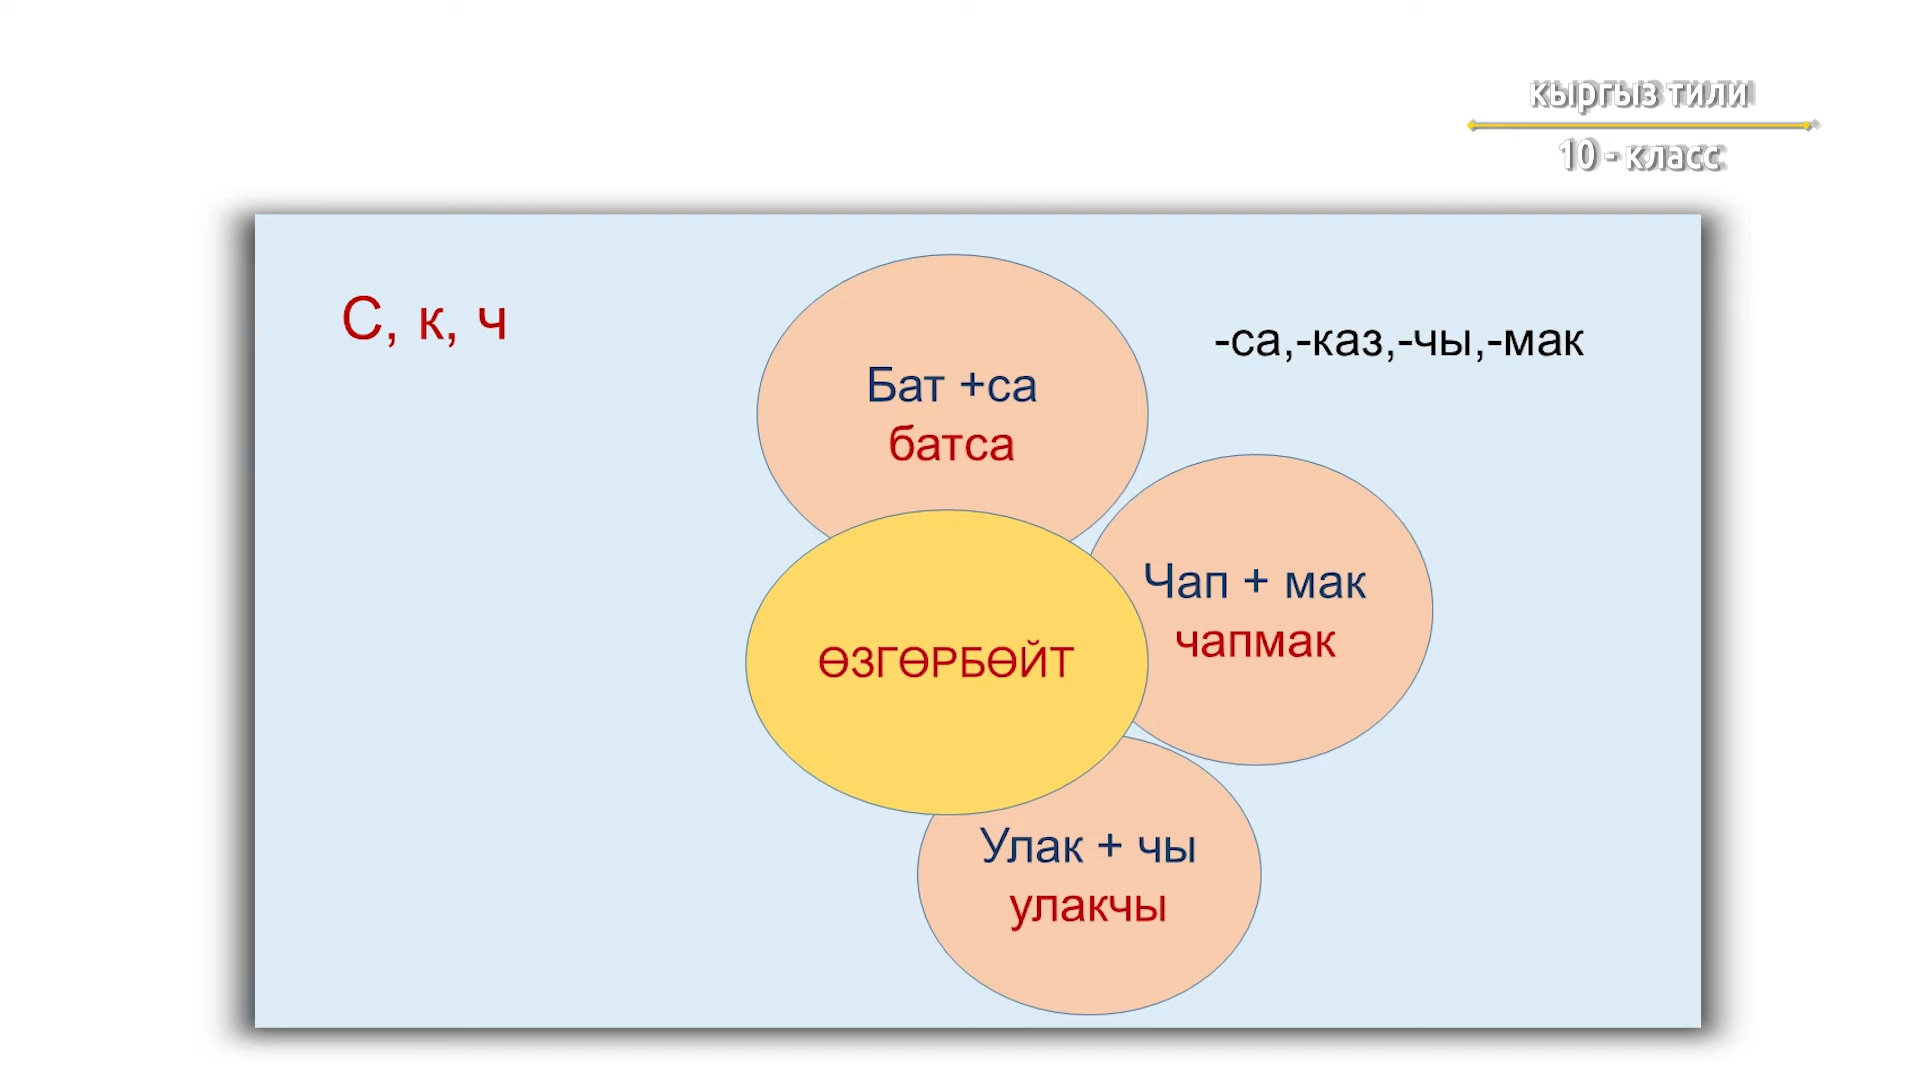 кыргыз тили
10 - класс
С, к, ч
-са,-каз,-чы,-мак
Бат +са
батса
Чап + мак
чапмак
ӨЗГӨРБӨЙТ
Улак + чы
улакчы